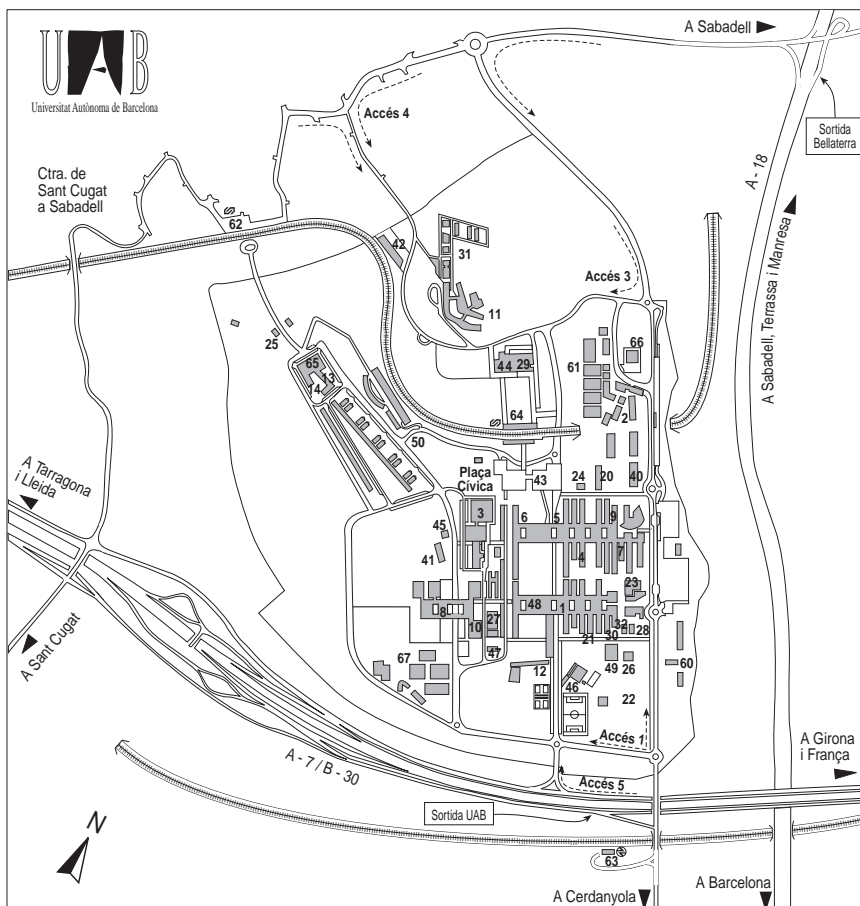 UAB
Universitat Autònoma de Barcelona
A Sabadell
Accés 4
Sortida
Bellaterra
Ctra. de
Sant Cugat
a Sabadell
A - 18
A Sabadell, Terrassa i Manresa
62
42
31
Accés 3
11
25
66
65
13
14
44
29
61
64
2
50
Plaça
Cívica
43
24
20
40
A Tarragona
i Lleida
3
6
5
9
45
41
4
7
23
8
48
1
27
10
32
28
21
30
A Sant Cugat
47
67
12
49
26
60
46
22
Accés 1
A Girona
i França
A - 7 / B - 30
Accés 5
Sortida UAB
N
63
A Cerdanyola
A Barcelona